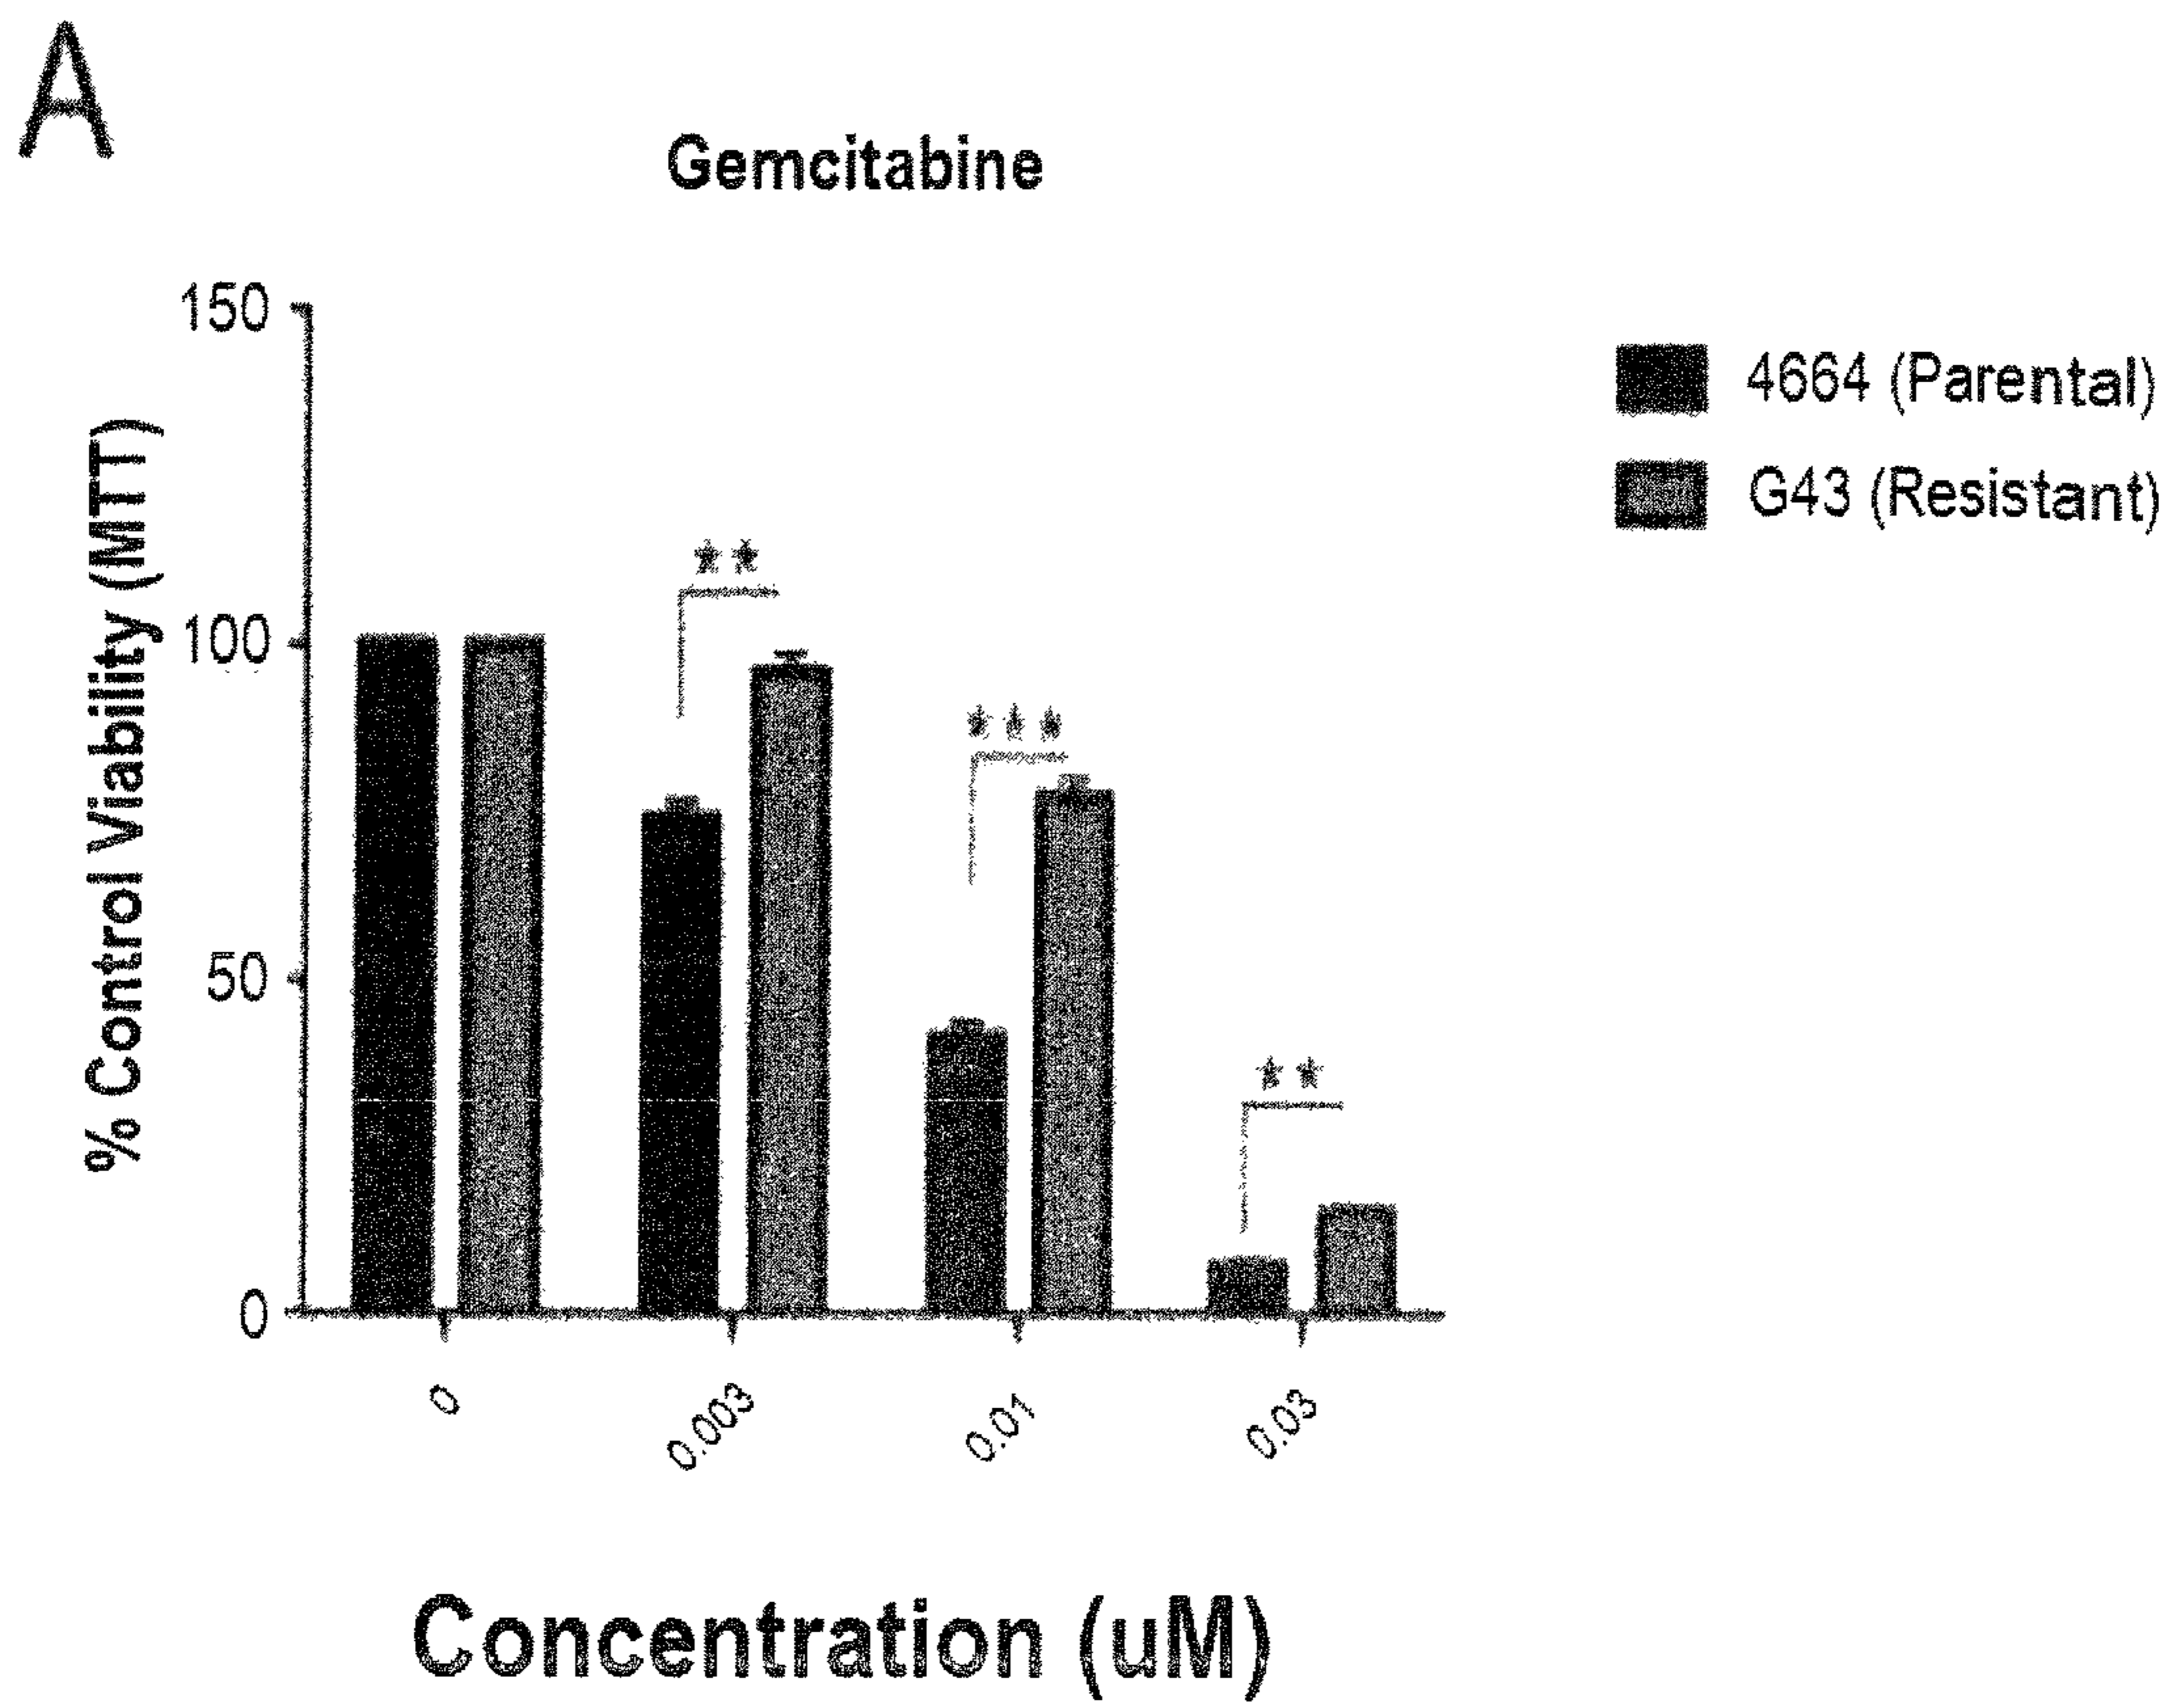 A
Gemcitabine
% Control Viability (MTT)
150
100
50
0
4664 (Parental)
G43 (Resistant)
**
***
**
0
0.003
0.01
0.03
Concentration (uM)